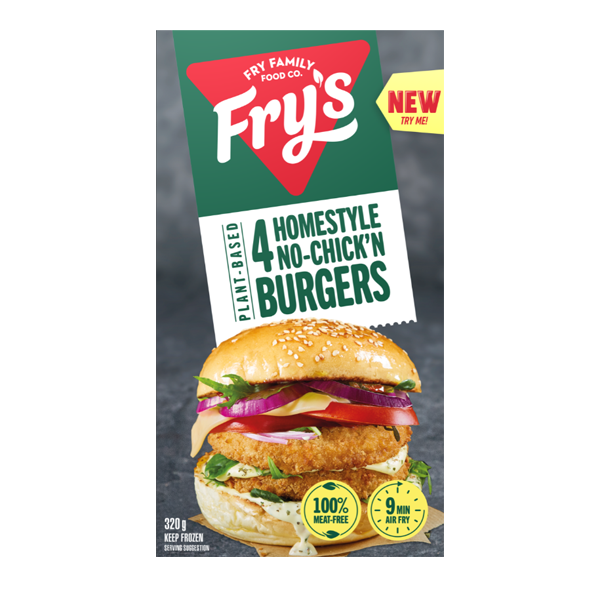 FRY FAMILY
FOOD CO.
Fry's
NEW
TRY ME!
PLANT-BASED
4 HOMESTYLE
NO-CHICK'N
BURGERS
100%
MEAT-FREE
9 MIN
AIR FRY
320g
KEEP FROZEN
SERVING SUGGESTION